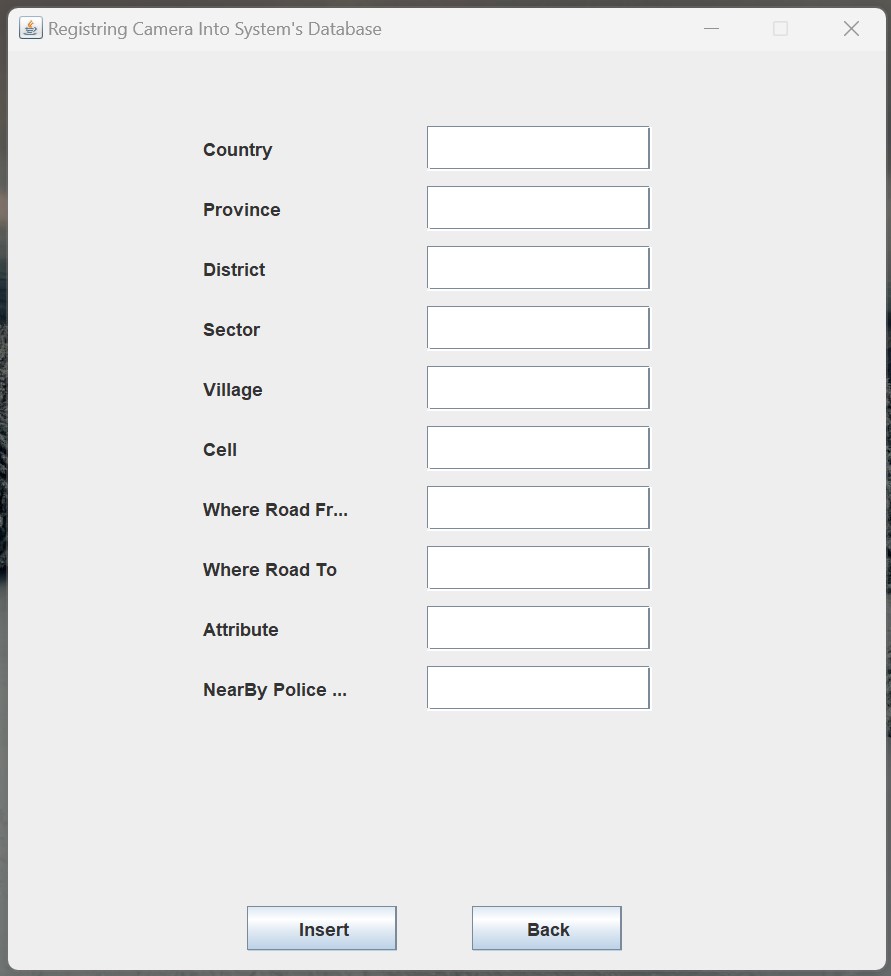 Registring Camera Into System's Database
Country
Province
District
Sector
Village
Cell
Where Road Fr...
Where Road To
Attribute
NearBy Police ...
Insert
Back